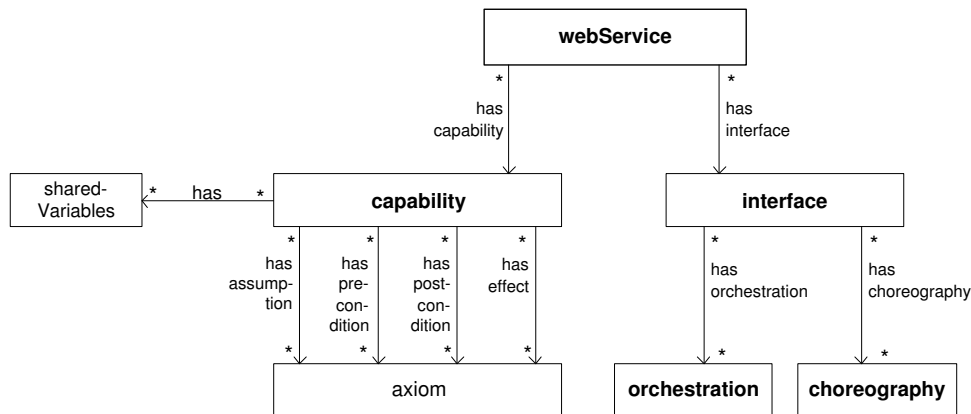 webService
*
*
has
capability
has
interface
shared-
Variables
*
has
*
capability
interface
*
*
*
*
*
*
has
assump-
tion
has
pre-
con-
dition
has
post-
con-
dition
has
effect
has
orchestration
has
choreography
*
*
*
*
*
*
axiom
orchestration
choreography